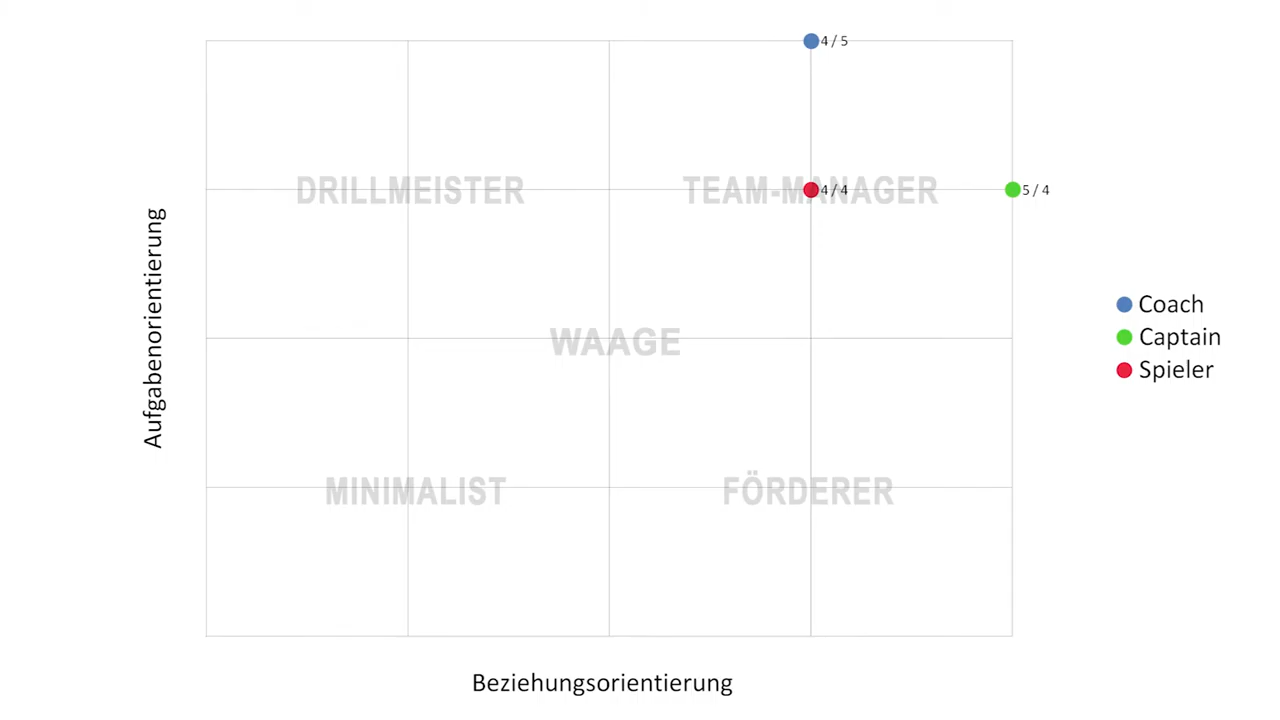 4 / 5
DRILLMEISTER
TEAM-MANAGER
4 / 4
5 / 4
Aufgabenorientierung
WAAGE
Coach
Captain
Spieler
MINIMALIST
FÖRDERER
Beziehungsorientierung